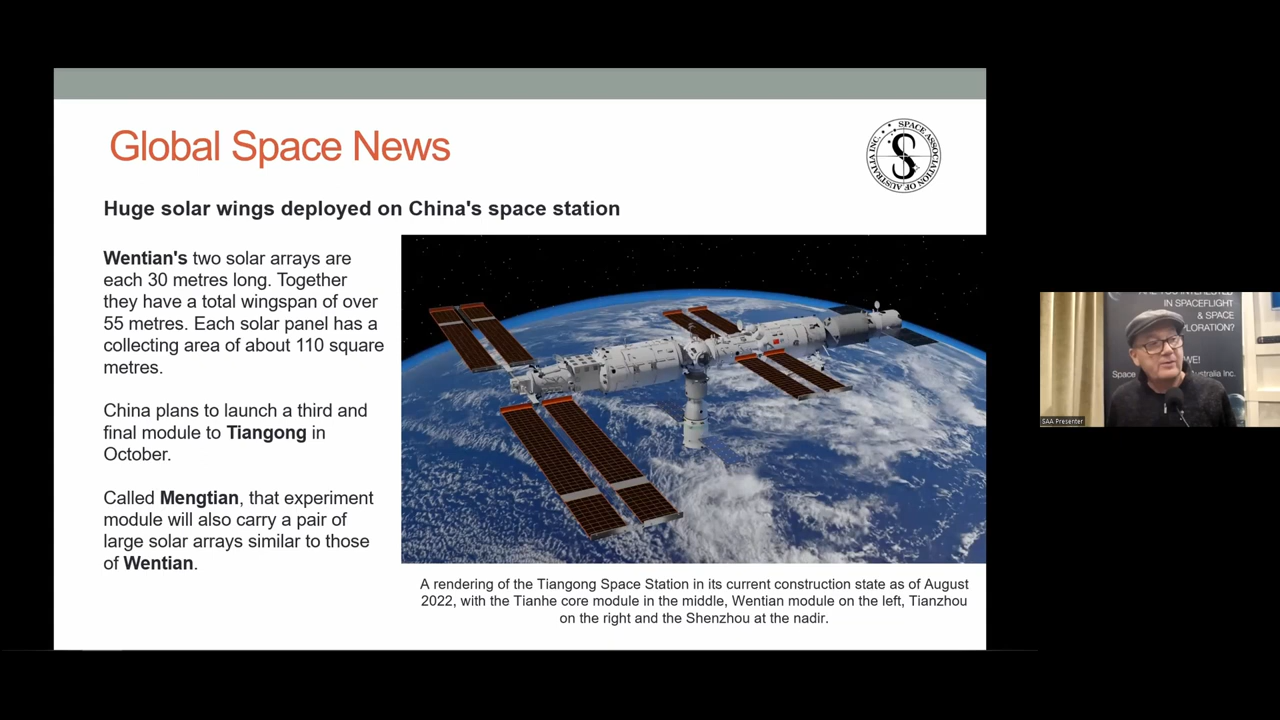 Global Space News
SPACE ASSOCIATION OF AUSTRALIA INC.
S
Huge solar wings deployed on China's space station
Wentian's two solar arrays are
each 30 metres long. Together
they have a total wingspan of over
55 metres. Each solar panel has a
collecting area of about 110 square
metres.
China plans to launch a third and
final module to Tiangong in
October.
Called Mengtian, that experiment
module will also carry a pair of
large solar arrays similar to those
of Wentian.
A rendering of the Tiangong Space Station in its current construction state as of August
2022, with the Tianhe core module in the middle, Wentian module on the left, Tianzhou
on the right and the Shenzhou at the nadir.
IN SPACEFLIGHT
& SPACE
PLORATION?
WE!
Space
stralia Inc.
SAA Presenter